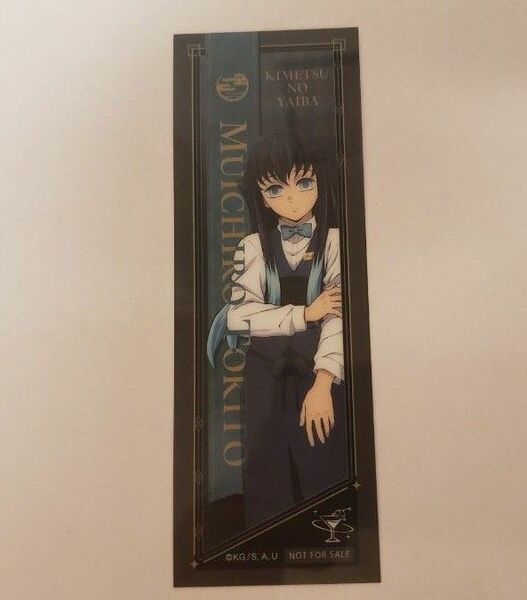 KIMETSU
NO
YAIBA
MUICHIRO TOKITO
©KG/S, A, U
NOT FOR SALE